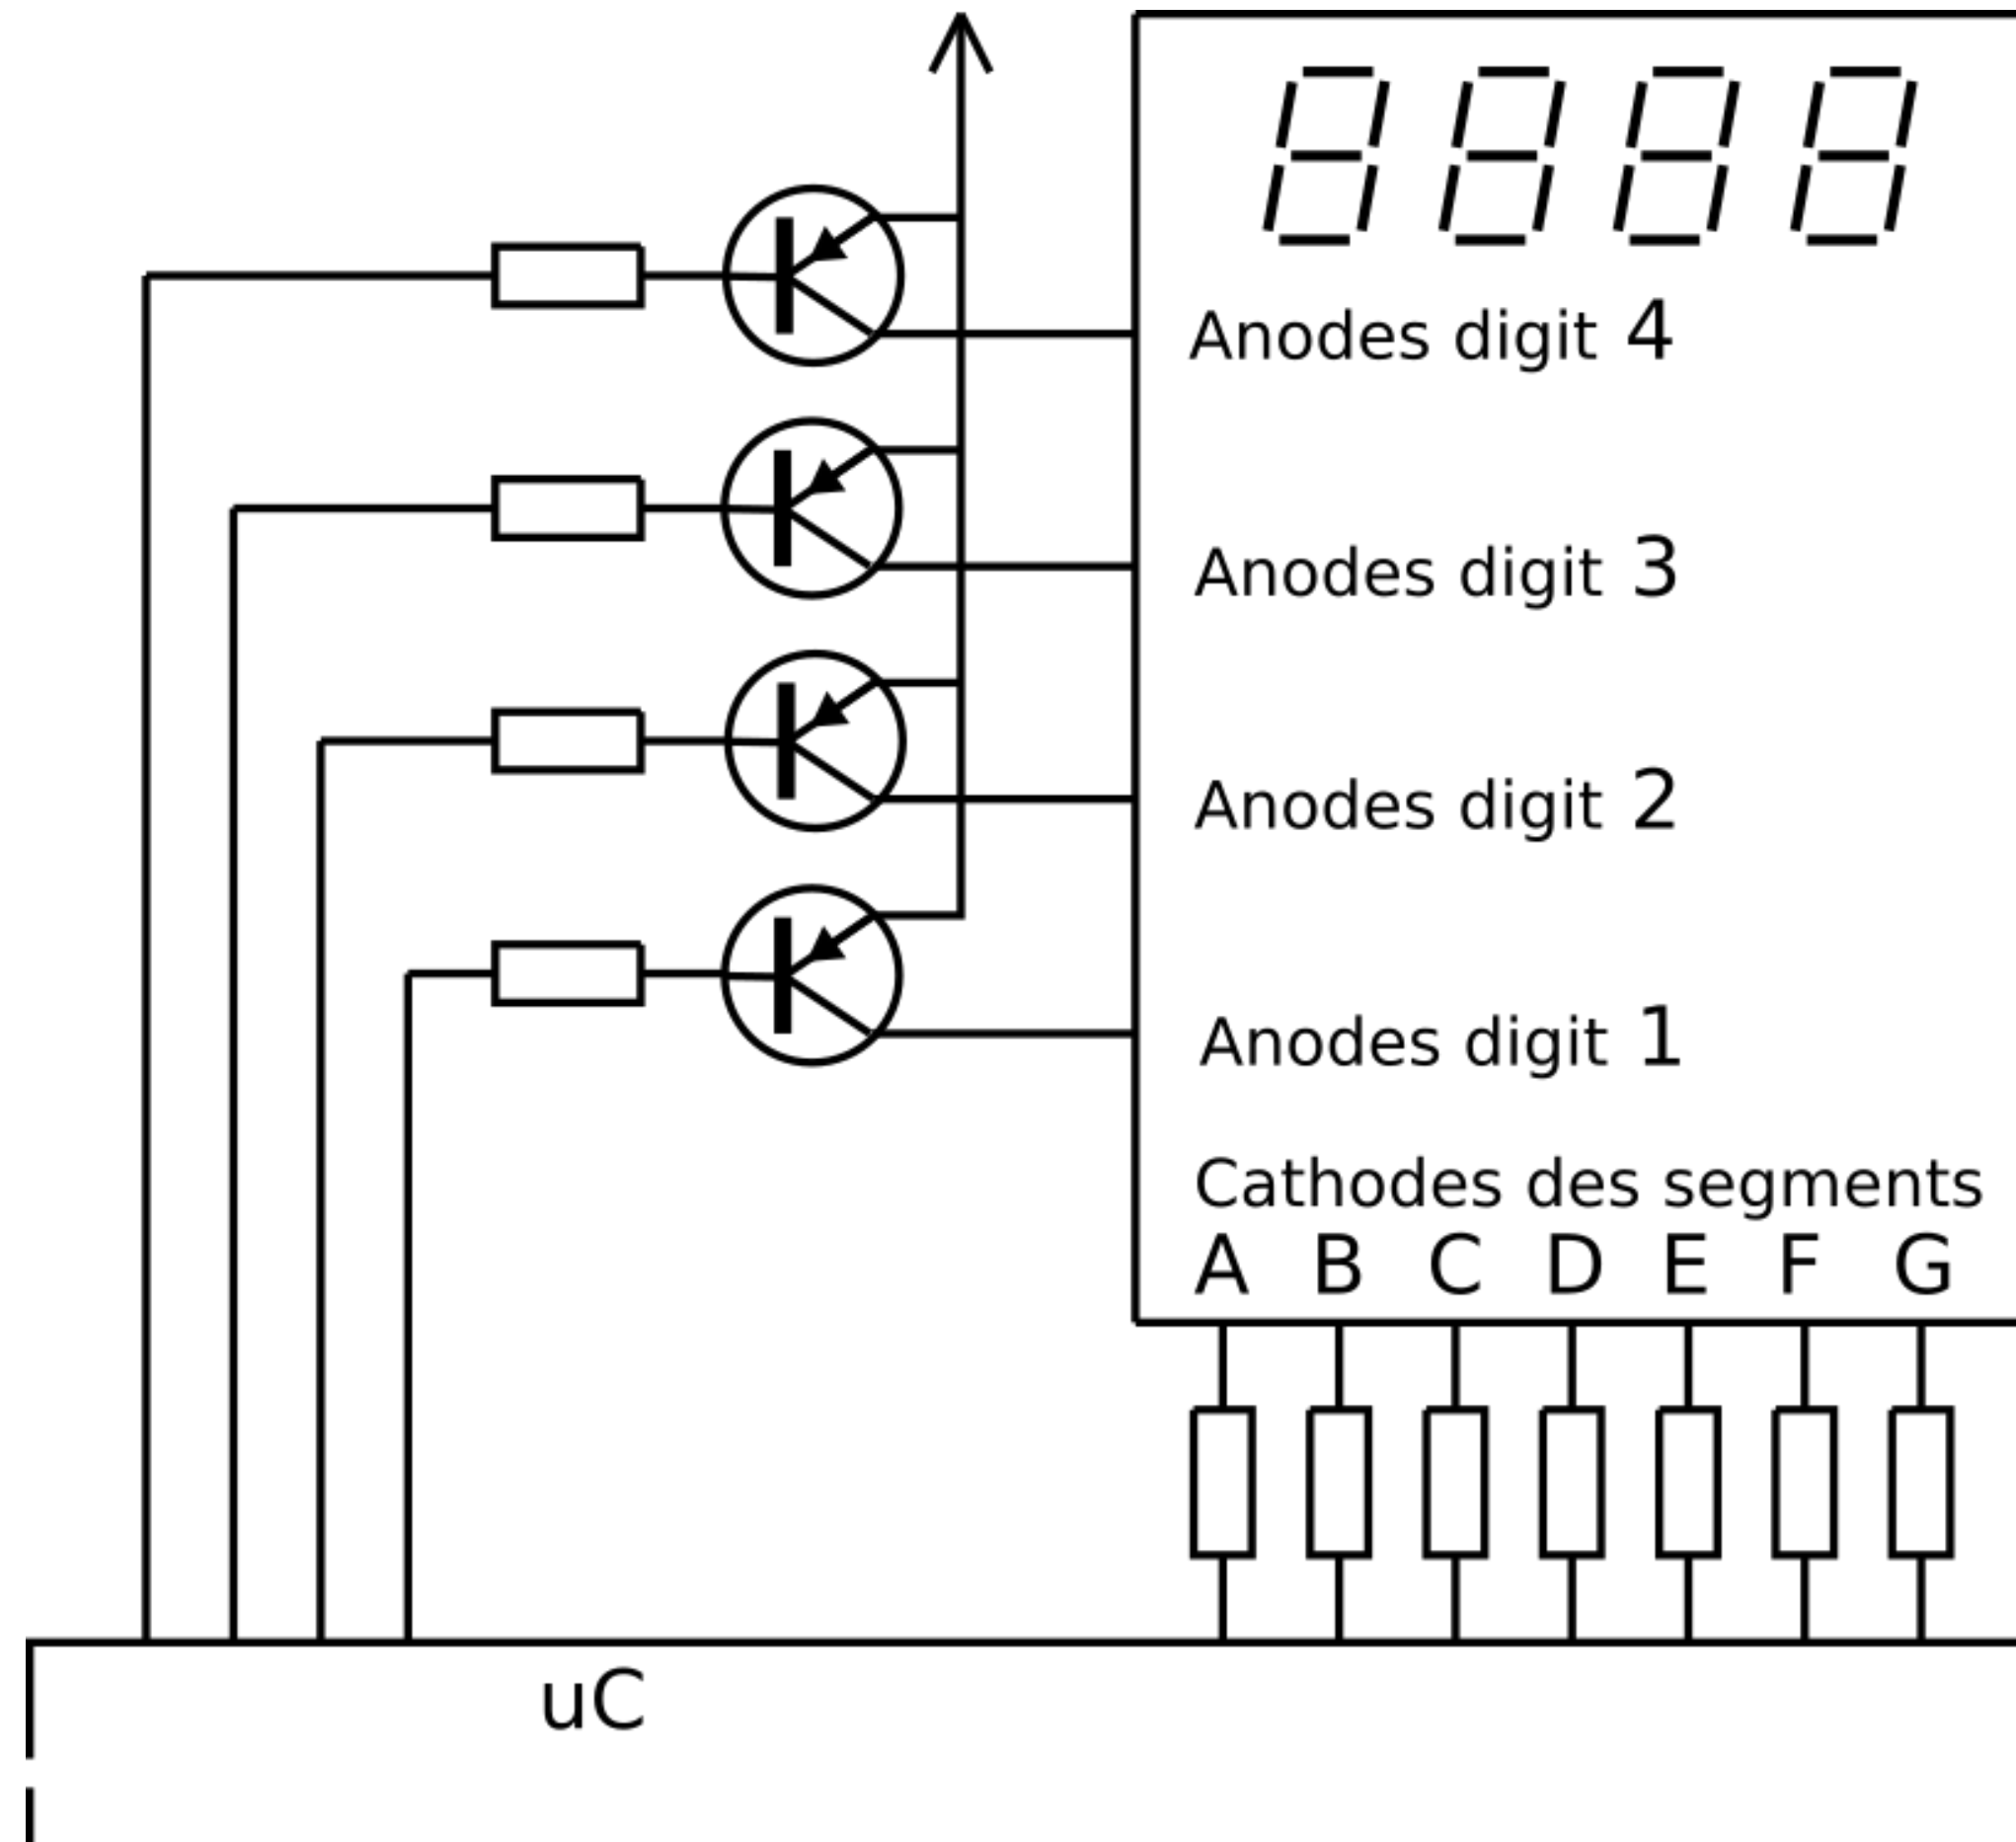 Anodes digit 4
Anodes digit 3
Anodes digit 2
Anodes digit 1
Cathodes des segments
A B C D E F G
uC